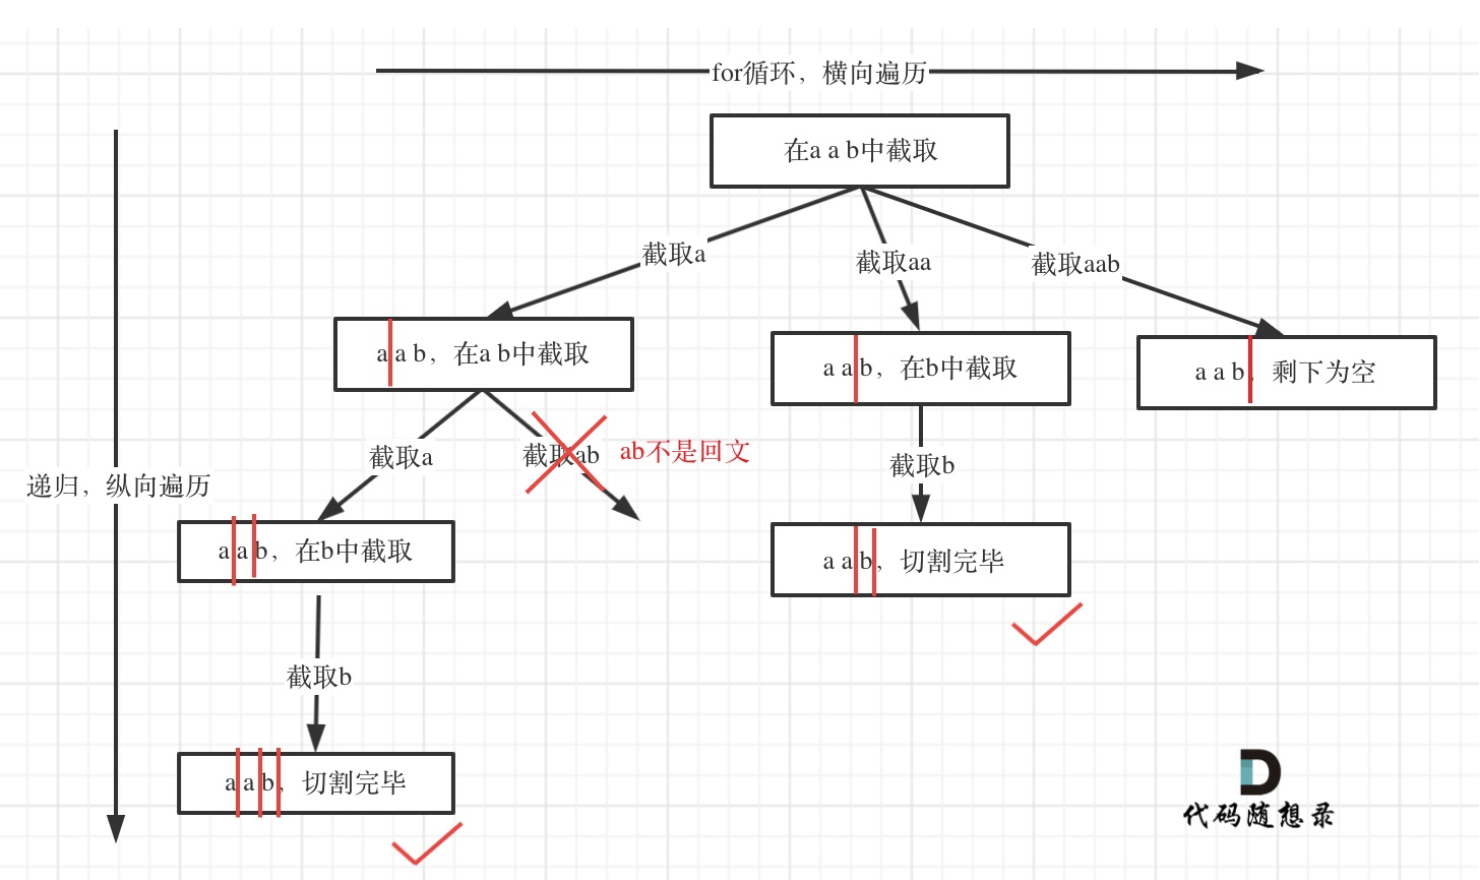 for循环，横向遍历
在a a b中截取
截取a
截取aa
截取aab
a a b，在a b中截取
a a b，在b中截取
a a b，剩下为空
截取a
截取ab
ab不是回文
截取b
递归，纵向遍历
a a b，在b中截取
a a b，切割完毕
截取b
a a b，切割完毕
代码随想录